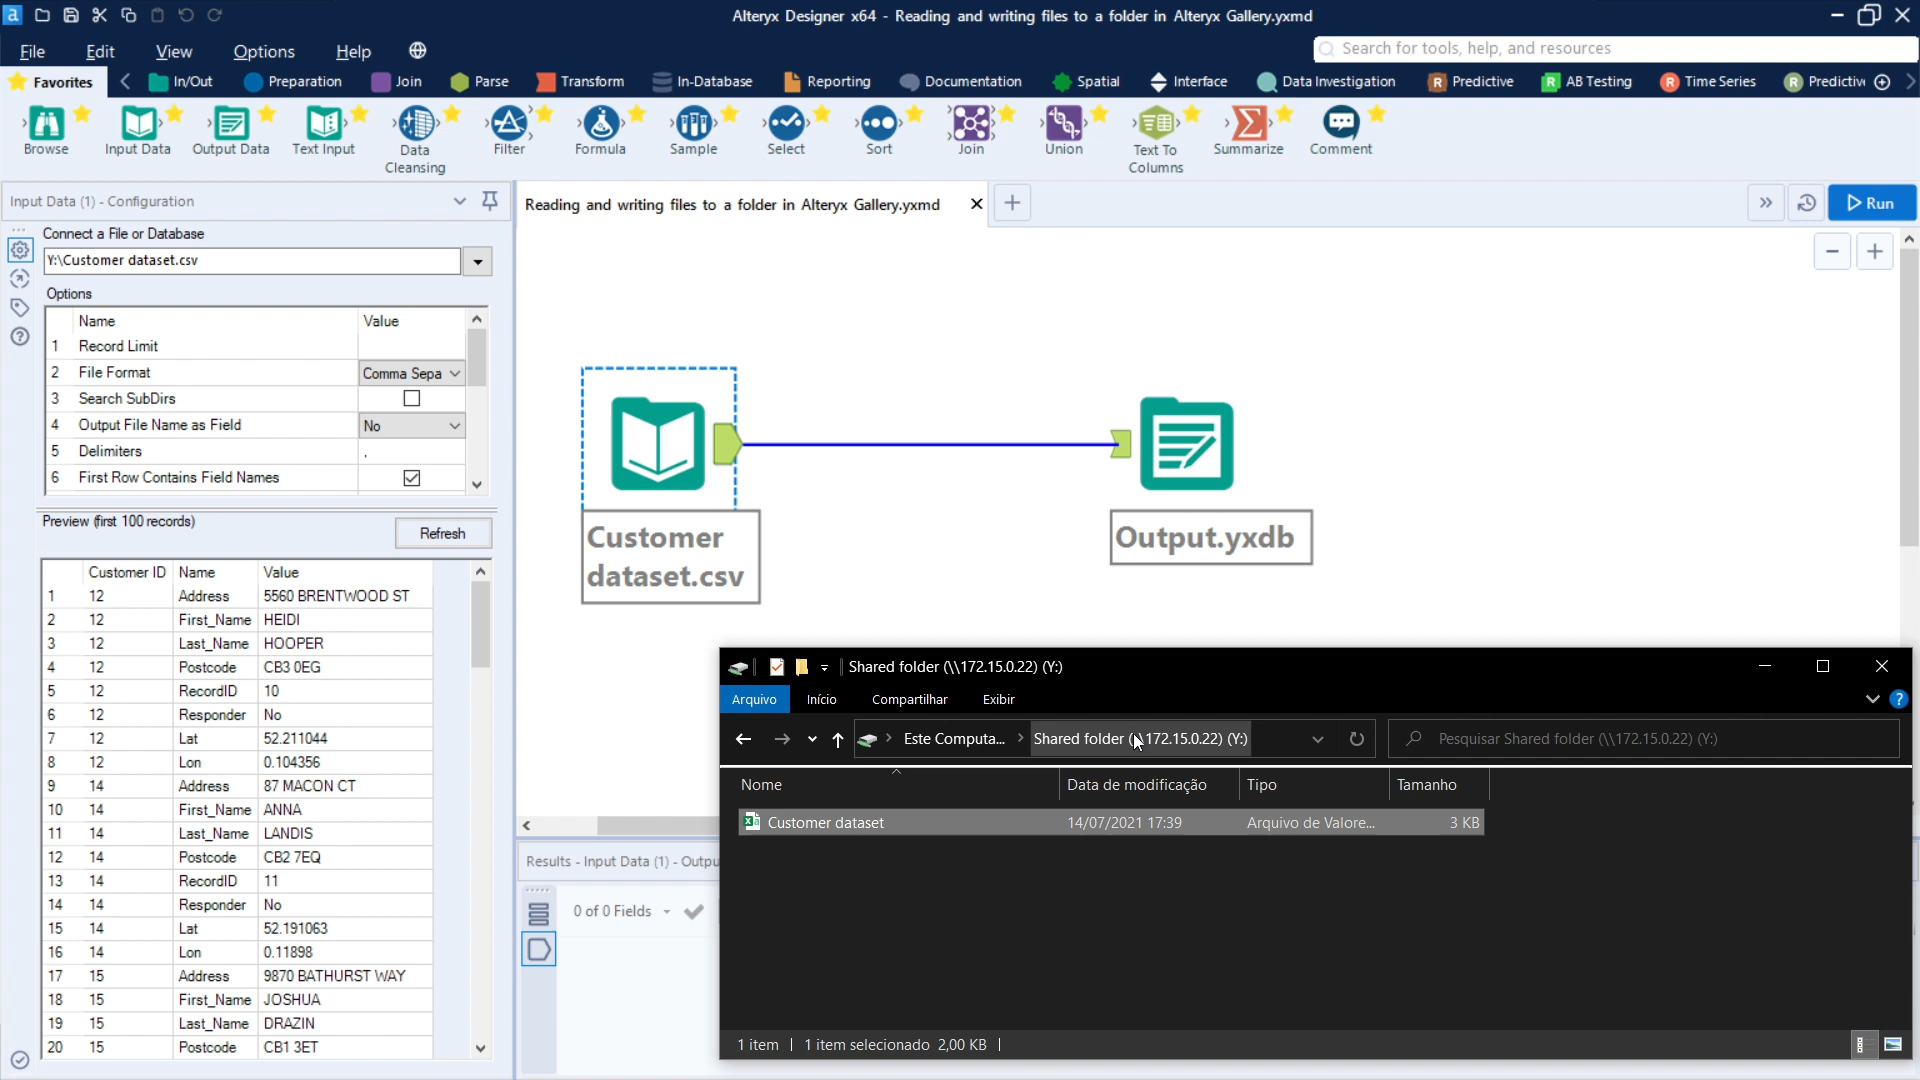 Alteryx Designer x64 - Reading and writing files to a folder in Alteryx Gallery.yxmd
File Edit View Options Help
Search for tools, help, and resources
Favorites In/Out Preparation Join Parse Transform In-Database Reporting Documentation Spatial Interface Data Investigation Predictive AB Testing Time Series Predictiv
Browse Input Data Output Data Text Input Data Cleansing Filter Formula Sample Select Sort Join Union Text To Columns Summarize Comment
Input Data (1) - Configuration
Reading and writing files to a folder in Alteryx Gallery.yxmd
Run
Connect a File or Database
Y:\Customer dataset.csv
Options
Name Value
1 Record Limit
2 File Format Comma Sepa
3 Search SubDirs
4 Output File Name as Field No
5 Delimiters ,
6 First Row Contains Field Names
Preview (first 100 records)
Refresh
Customer ID Name Value
1 12 Address 5560 BRENTWOOD ST
2 12 First_Name HEIDI
3 12 Last_Name HOOPER
4 12 Postcode CB3 0EG
5 12 RecordID 10
6 12 Responder No
7 12 Lat 52.211044
8 12 Lon 0.104356
9 14 Address 87 MACON CT
10 14 First_Name ANNA
11 14 Last_Name LANDIS
12 14 Postcode CB2 7EQ
13 14 RecordID 11
14 14 Responder No
15 14 Lat 52.191063
16 14 Lon 0.11898
17 15 Address 9870 BATHURST WAY
18 15 First_Name JOSHUA
19 15 Last_Name DRAZIN
20 15 Postcode CB1 3ET
Customer
dataset.csv
Output.yxdb
Results - Input Data (1) - Outpu
0 of 0 Fields
Shared folder (\\172.15.0.22) (Y:)
Arquivo Início Compartilhar Exibir
Este Computa... Shared folder (\\172.15.0.22) (Y:)
Pesquisar Shared folder (\\172.15.0.22) (Y:)
Nome Data de modificação Tipo Tamanho
Customer dataset 14/07/2021 17:39 Arquivo de Valore... 3 KB
1 item 1 item selecionado 2,00 KB